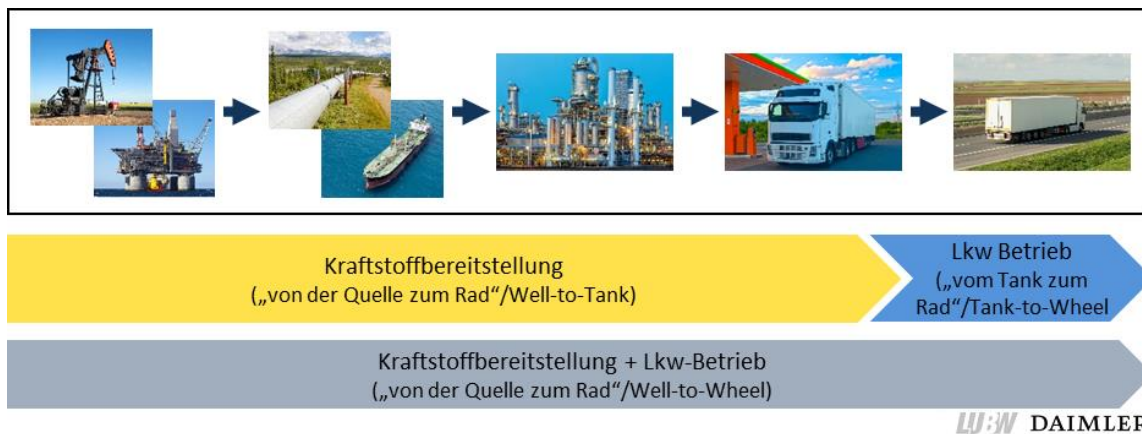 Kraftstoffbereitstellung
(„von der Quelle zum Rad“/Well-to-Tank)
Lkw Betrieb
(„vom Tank zum
Rad“/Tank-to-Wheel
Kraftstoffbereitstellung + Lkw-Betrieb
(„von der Quelle zum Rad“/Well-to-Wheel)
LUBW DAIMLER